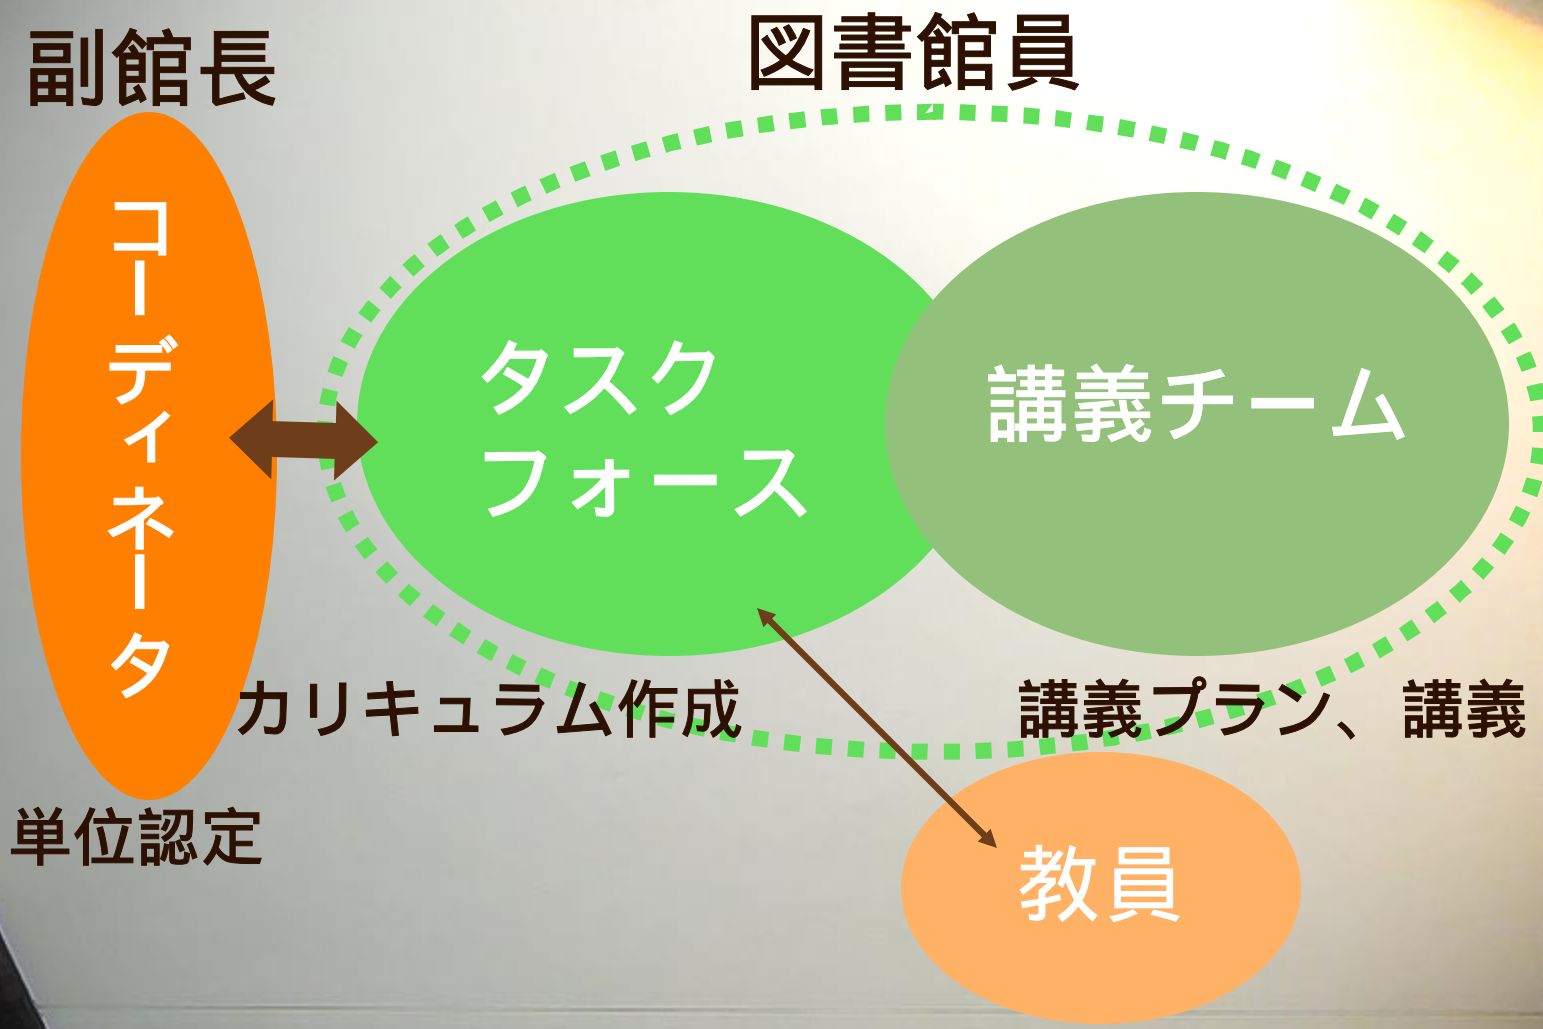 副館長
図書館員
コーディネータ
タスク
フォース
講義チーム
カリキュラム作成
講義プラン、講義
単位認定
教員